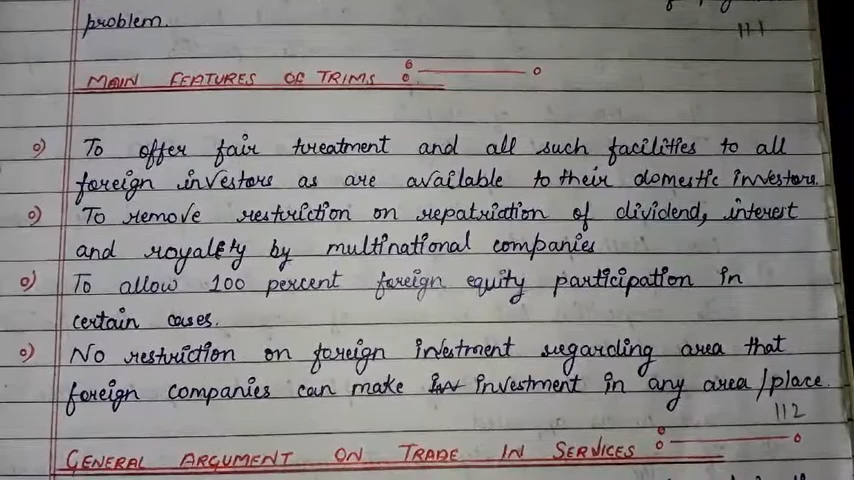 problem.
111
MAIN FEATURES OF TRIMS
o) To offer fair treatment and all such facilities to all
foreign investors as are available to their domestic investors.
o) To remove restriction on repatriation of dividend, interest
and royalety by multinational companies
o) To allow 100 percent foreign equity participation in
certain cases.
o) No restriction on foreign investment regarding area that
foreign companies can make investment in any area/place.
112
GENERAL ARGUMENT ON TRADE IN SERVICES